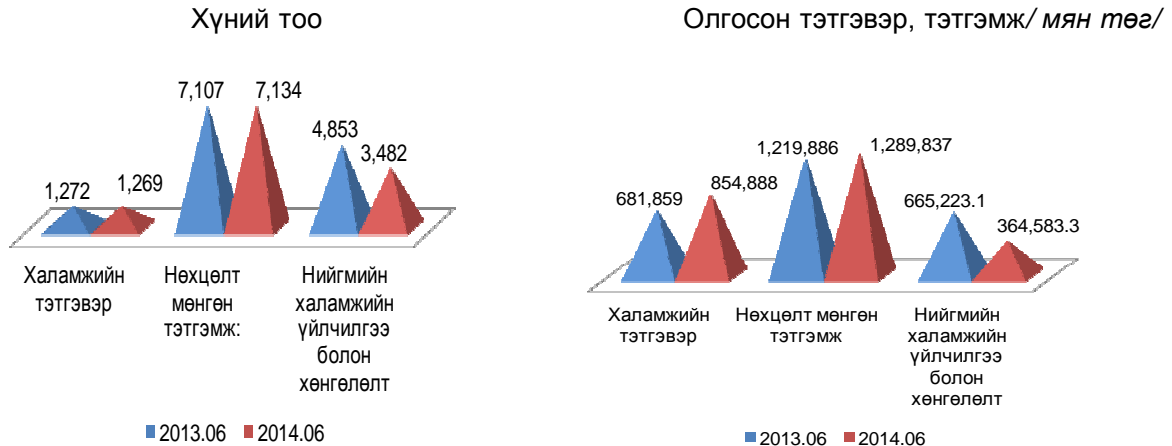 Хүний тоо
7,107
7,134
4,853
3,482
1,272
1,269
Халамжийн
тэтгэвэр
Нөхцөлт
мөнгөн
тэтгэмж:
Нийгмийн
халамжийн
үйлчилгээ
болон
хөнгөлөлт
2013.06 2014.06
Олгосон тэтгэвэр, тэтгэмж/ мян төг/
1,219,886
1,289,837
681,859
854,888
665,223.1
364,583.3
Халамжийн
тэтгэвэр
Нөхцөлт мөнгөн
тэтгэмж
Нийгмийн
халамжийн
үйлчилгээ
болон
хөнгөлөлт
2013.06 2014.06